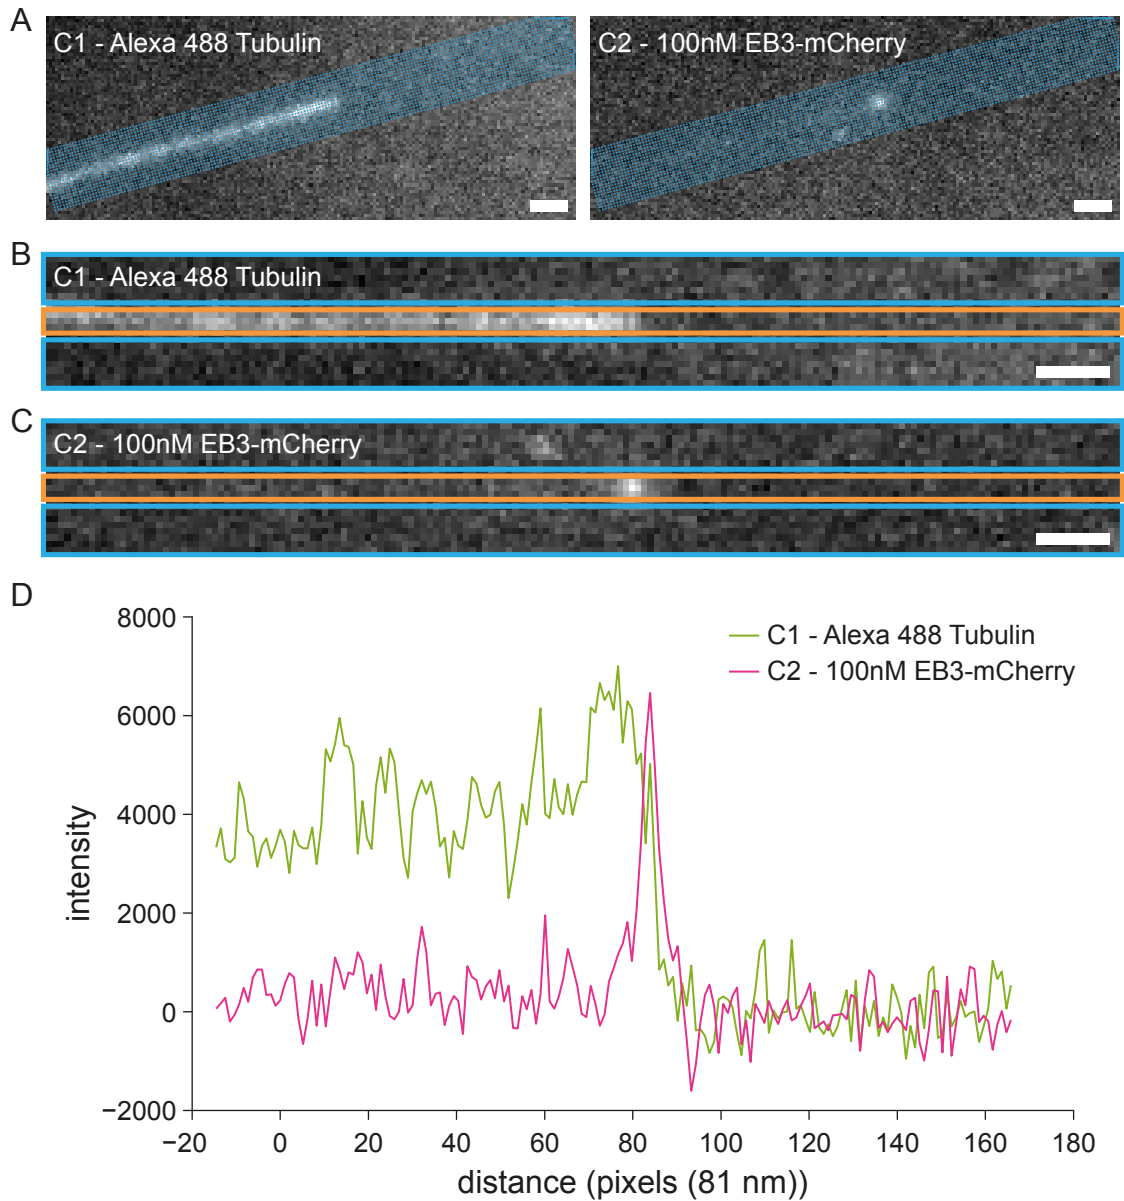 A
C1 - Alexa 488 Tubulin
C2 - 100nM EB3-mCherry
B
C1 - Alexa 488 Tubulin
C
C2 - 100nM EB3-mCherry
D
8000
6000
4000
2000
0
−2000
intensity
C1 - Alexa 488 Tubulin
C2 - 100nM EB3-mCherry
−20 0 20 40 60 80 100 120 140 160 180
distance (pixels (81 nm))